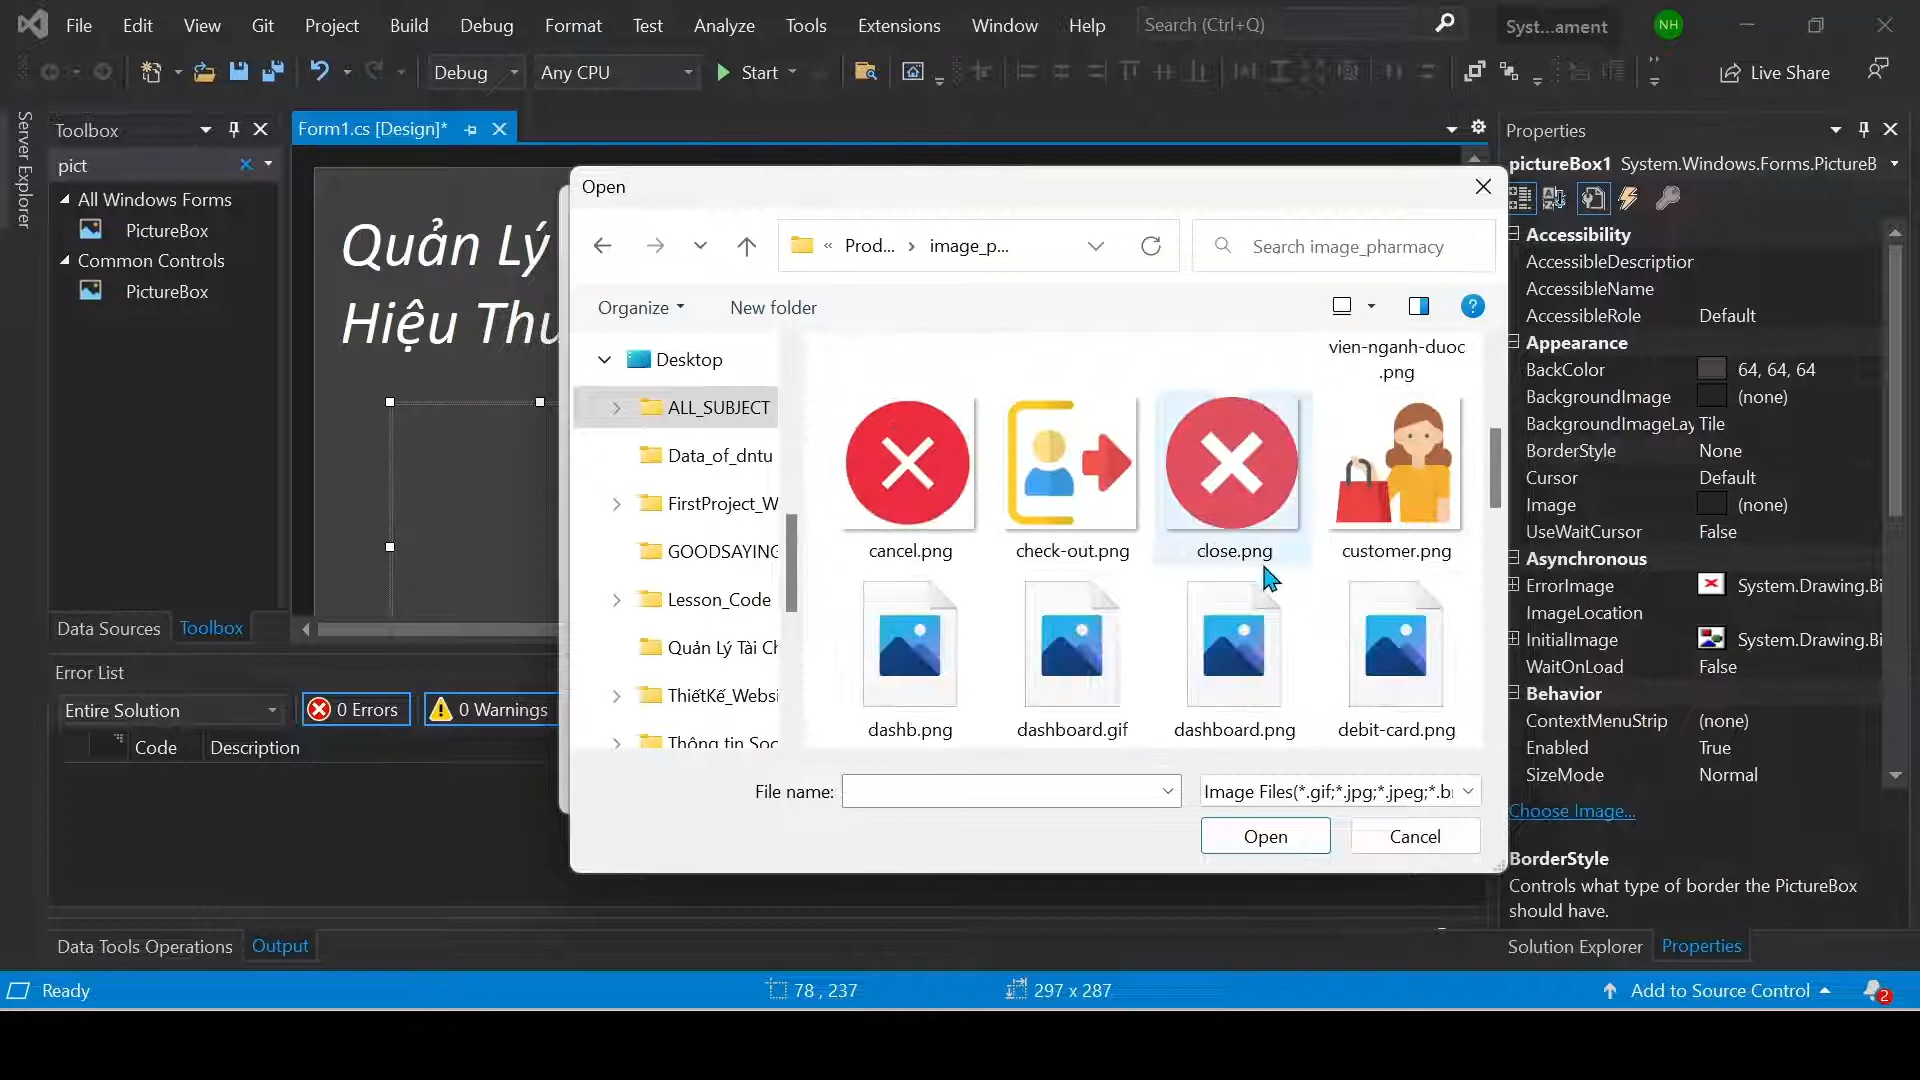 File Edit View Git Project Build Debug Format Test Analyze Tools Extensions Window Help Search (Ctrl+Q) Syst...ament NH
Debug Any CPU Start Live Share
Server Explorer
Toolbox
pict
All Windows Forms
PictureBox
Common Controls
PictureBox
Data Sources Toolbox
Form1.cs [Design]*
Quản Lý
Hiệu Thu
Open
« Prod... › image_p...
Search image_pharmacy
Organize New folder
Desktop
ALL_SUBJECT
Data_of_dntu
FirstProject_W
GOODSAYING
Lesson_Code
Quản Lý Tài Ch
ThiếtKế_Websi
Thông tin Soc
vien-nganh-duoc
.png
cancel.png check-out.png close.png customer.png
dashb.png dashboard.gif dashboard.png debit-card.png
File name: Image Files(*.gif;*.jpg;*.jpeg;*.b
Open Cancel
Error List
Entire Solution 0 Errors 0 Warnings
Code Description
Data Tools Operations Output
Properties
pictureBox1 System.Windows.Forms.PictureB
Accessibility
AccessibleDescription
AccessibleName
AccessibleRole Default
Appearance
BackColor 64, 64, 64
BackgroundImage (none)
BackgroundImageLay Tile
BorderStyle None
Cursor Default
Image (none)
UseWaitCursor False
Asynchronous
ErrorImage System.Drawing.Bi
ImageLocation
InitialImage System.Drawing.Bi
WaitOnLoad False
Behavior
ContextMenuStrip (none)
Enabled True
SizeMode Normal
Choose Image...
BorderStyle
Controls what type of border the PictureBox
should have.
Solution Explorer Properties
Ready 78 , 237 297 x 287 Add to Source Control 2